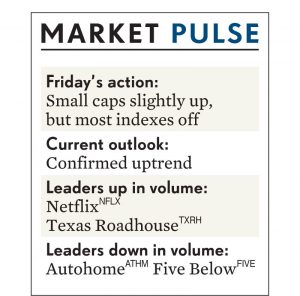 MARKET PULSE
Friday's action:
Small caps slightly up,
but most indexes off
Current outlook:
Confirmed uptrend
Leaders up in volume:
Netflix NFLX
Texas Roadhouse TXRH
Leaders down in volume:
Autohome ATHM Five Below FIVE